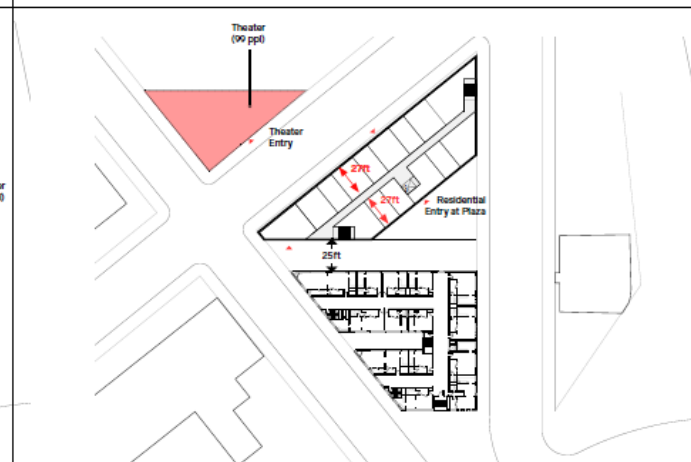 Theater
(99 ppl)
Theater
Entry
27ft
27ft
Residential
Entry at Plaza
25ft